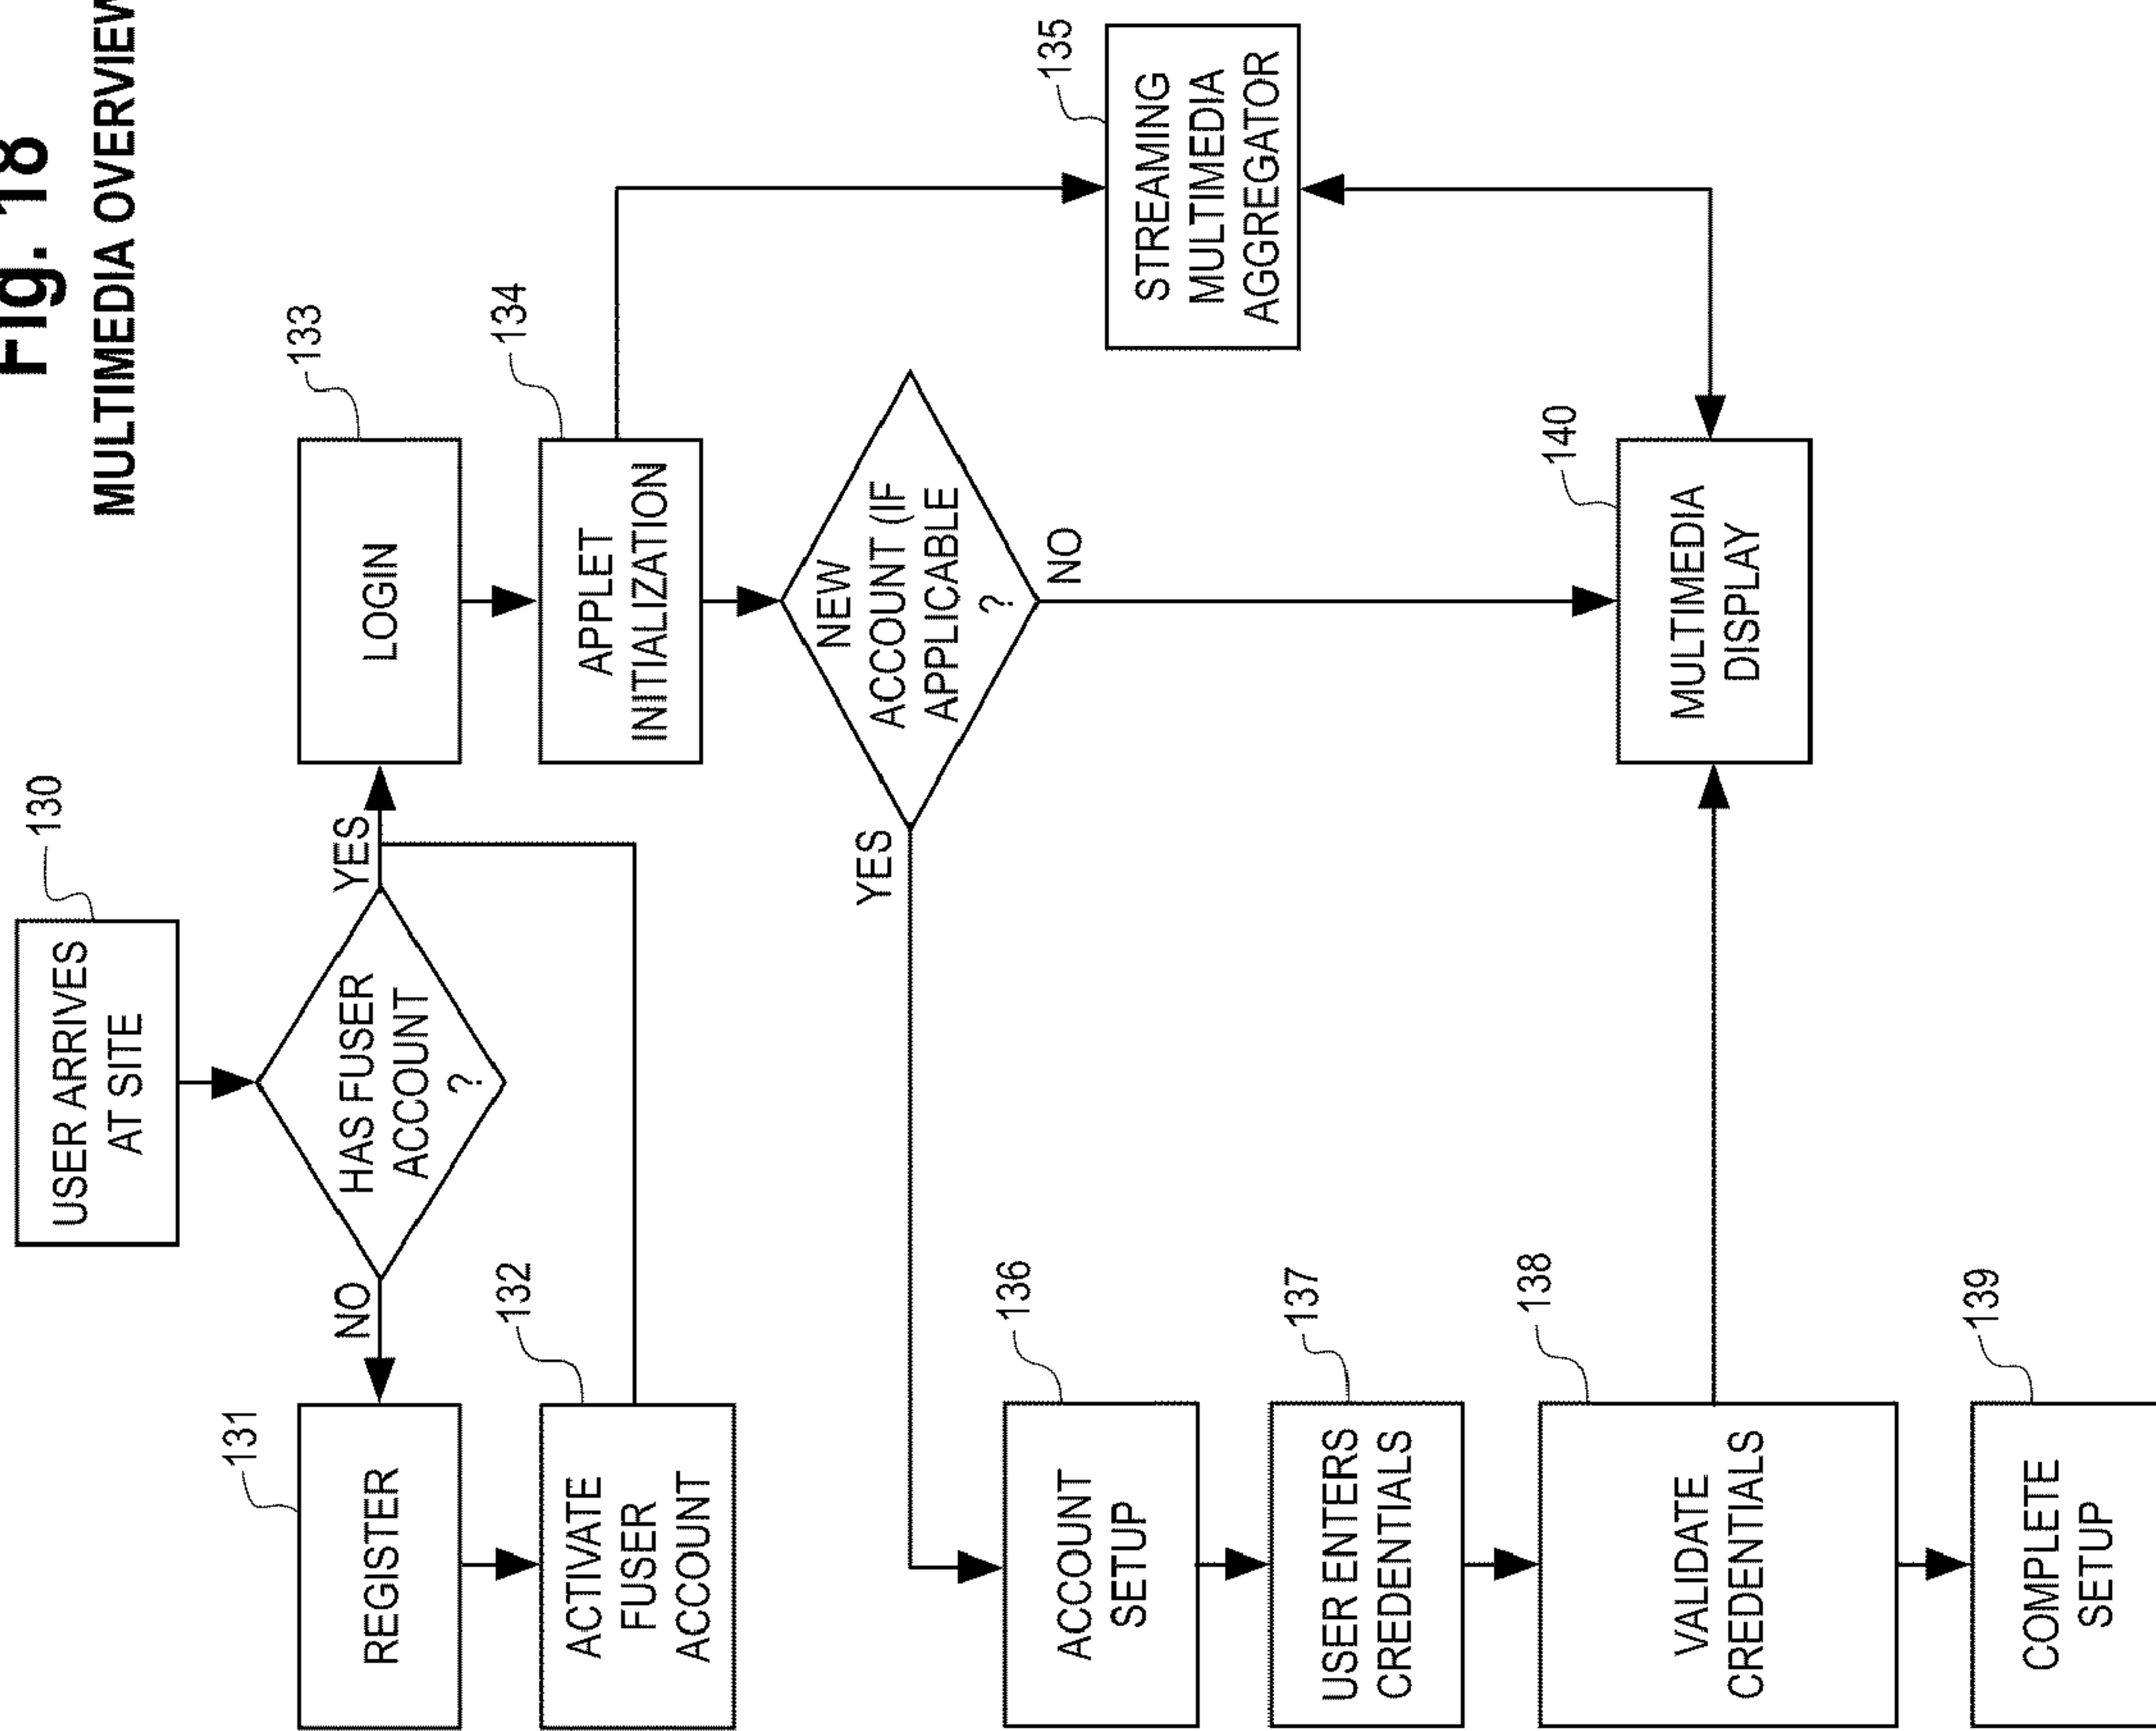 Fig. 18
MULTIMEDIA OVERVIEW
130
USER ARRIVES
AT SITE
HAS FUSER
ACCOUNT
?
NO
YES
131
REGISTER
132
ACTIVATE
FUSER
ACCOUNT
133
LOGIN
134
APPLET
INITIALIZATION
NEW
ACCOUNT (IF
APPLICABLE
?
YES
NO
135
STREAMING
MULTIMEDIA
AGGREGATOR
136
ACCOUNT
SETUP
137
USER ENTERS
CREDENTIALS
138
VALIDATE
CREDENTIALS
139
COMPLETE
SETUP
140
MULTIMEDIA
DISPLAY